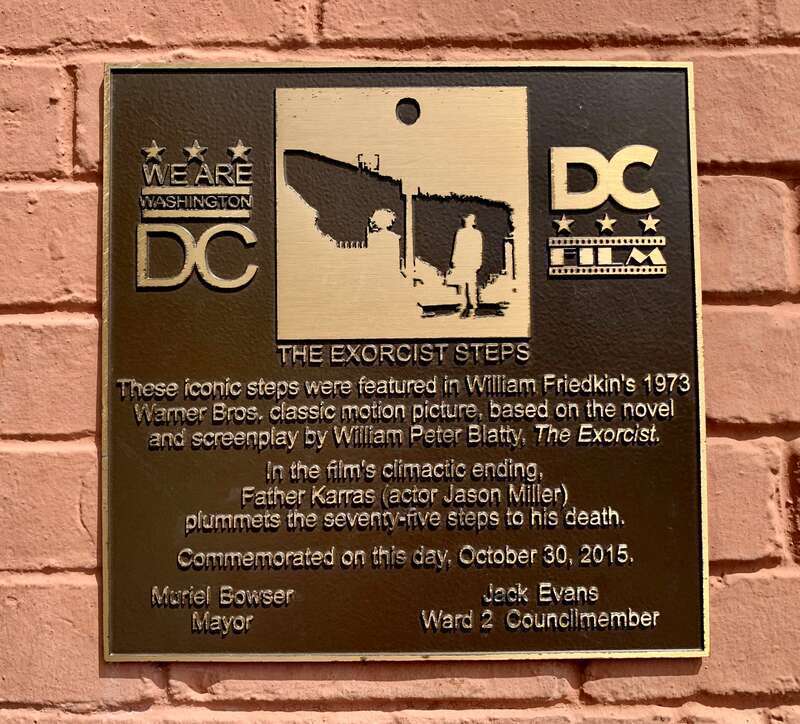 WE ARE
WASHINGTON
DC
DC
FILM
THE EXORCIST STEPS
These iconic steps were featured in William Friedkin's 1973
Warner Bros. classic motion picture, based on the novel
and screenplay by William Peter Blatty, The Exorcist.
In the film's climactic ending,
Father Karras (actor Jason Miller)
plummets the seventy-five steps to his death.
Commemorated on this day, October 30, 2015.
Muriel Bowser
Mayor
Jack Evans
Ward 2 Councilmember